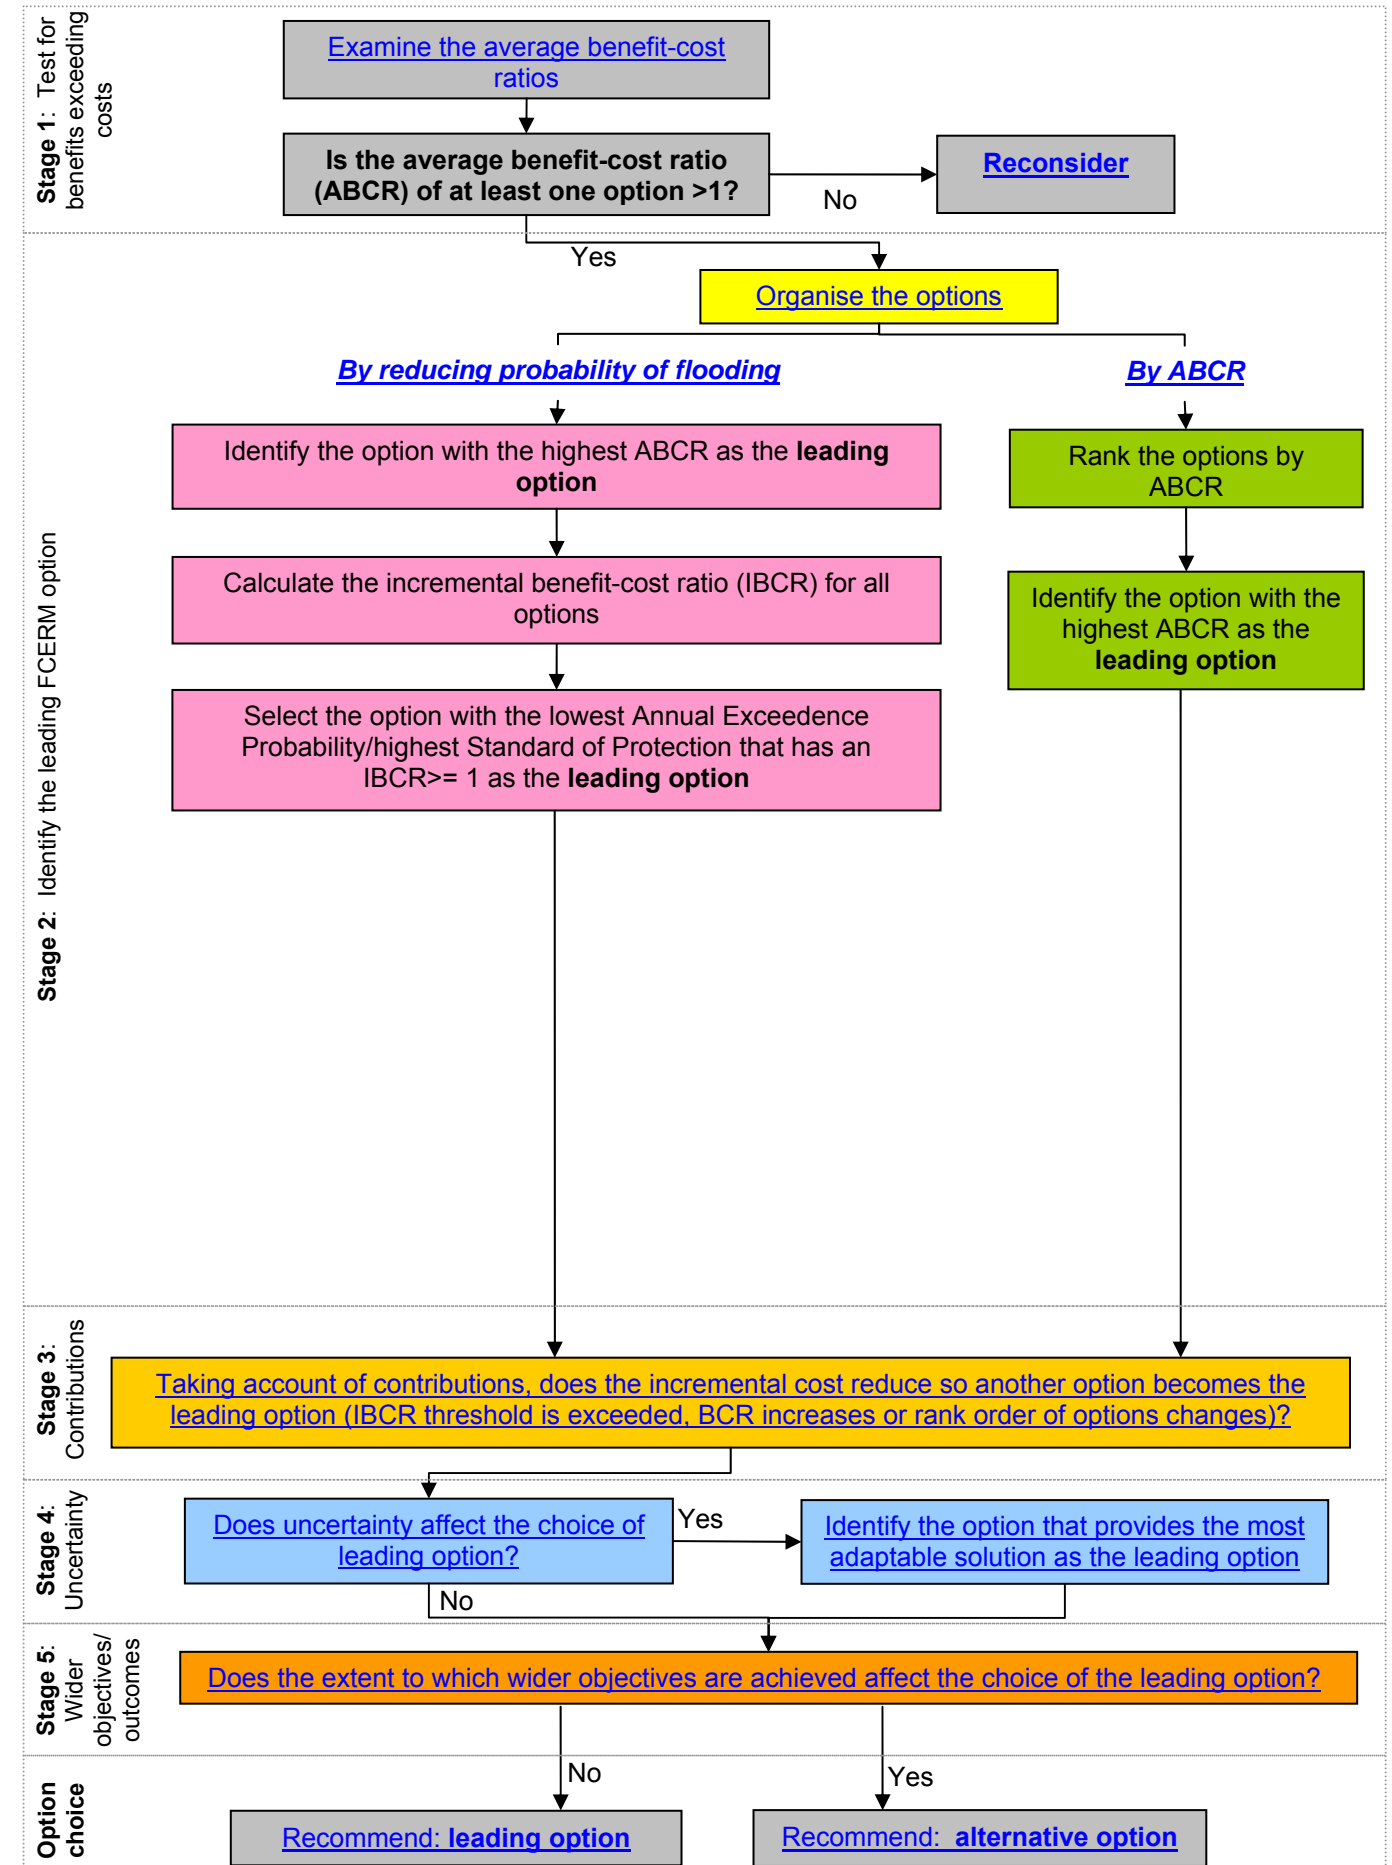 Stage 1: Test for
benefits exceeding
costs
Examine the average benefit-cost
ratios
Is the average benefit-cost ratio
(ABCR) of at least one option >1?
No
Reconsider
Yes
Stage 2: Identify the leading FCERM option
Organise the options
By reducing probability of flooding
By ABCR
Identify the option with the highest ABCR as the leading
option
Calculate the incremental benefit-cost ratio (IBCR) for all
options
Select the option with the lowest Annual Exceedence
Probability/highest Standard of Protection that has an
IBCR>= 1 as the leading option
Rank the options by
ABCR
Identify the option with the
highest ABCR as the
leading option
Stage 3:
Contributions
Taking account of contributions, does the incremental cost reduce so another option becomes the
leading option (IBCR threshold is exceeded, BCR increases or rank order of options changes)?
Stage 4:
Uncertainty
Does uncertainty affect the choice of
leading option?
Yes
Identify the option that provides the most
adaptable solution as the leading option
No
Stage 5:
Wider
objectives/
outcomes
Does the extent to which wider objectives are achieved affect the choice of the leading option?
No
Yes
Option
choice
Recommend: leading option
Recommend: alternative option